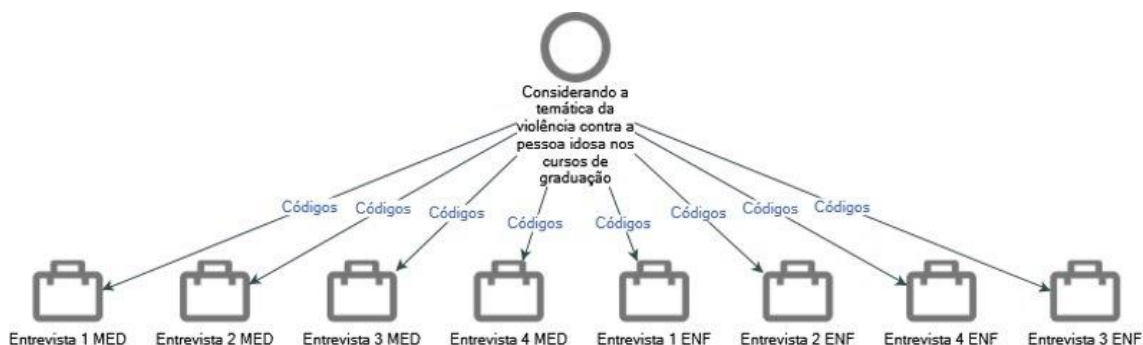 Considerando a
temática da
violência contra a
pessoa idosa nos
cursos de
graduação
Códigos
Códigos
Códigos
Códigos
Códigos
Códigos
Códigos
Códigos
Entrevista 1 MED
Entrevista 2 MED
Entrevista 3 MED
Entrevista 4 MED
Entrevista 1 ENF
Entrevista 2 ENF
Entrevista 4 ENF
Entrevista 3 ENF